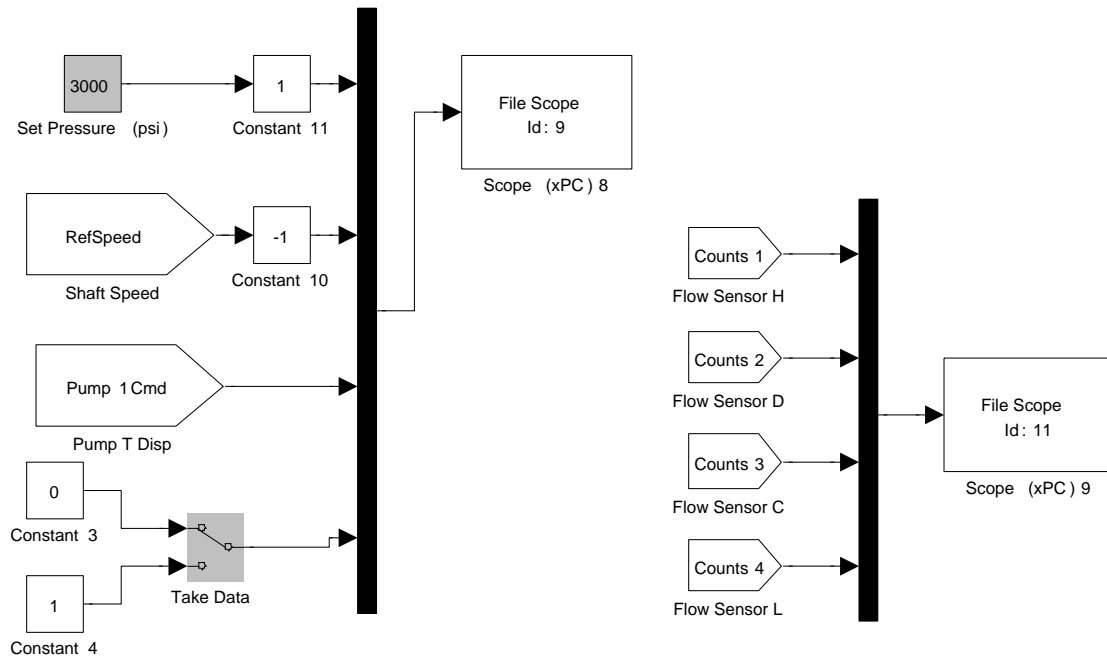 3000
Set Pressure (psi)
1
Constant 11
File Scope
Id: 9
Scope (xPC) 8
RefSpeed
Shaft Speed
-1
Constant 10
Pump 1 Cmd
Pump T Disp
0
Constant 3
1
Constant 4
Take Data
Counts 1
Flow Sensor H
Counts 2
Flow Sensor D
Counts 3
Flow Sensor C
Counts 4
Flow Sensor L
File Scope
Id: 11
Scope (xPC) 9